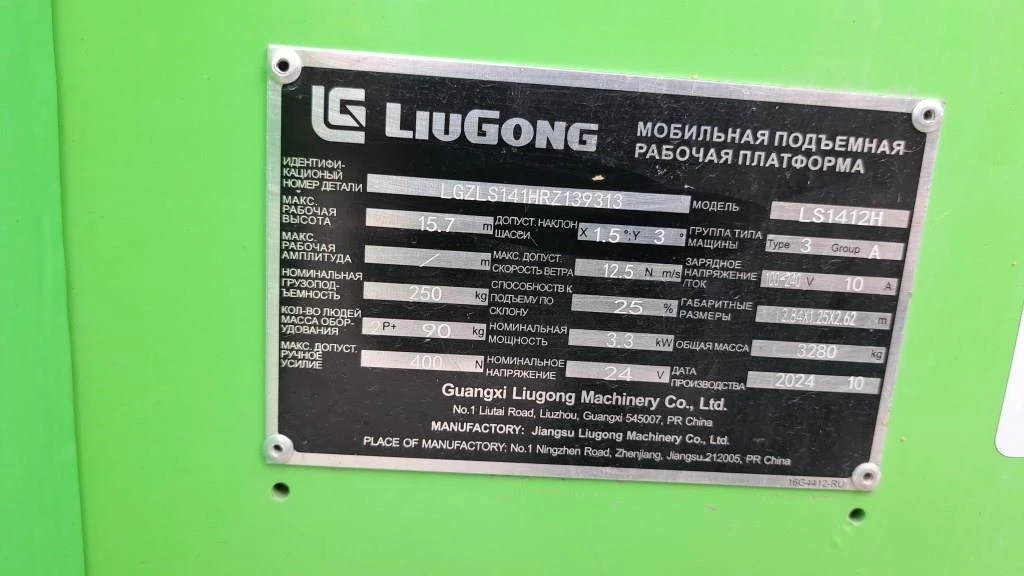 LG LIUGONG
МОБИЛЬНАЯ ПОДЪЕМНАЯ
РАБОЧАЯ ПЛАТФОРМА
ИДЕНТИФИ-
КАЦИОНЫЙ
НОМЕР ДЕТАЛИ LGZLS141HRZ139313
МОДЕЛЬ LS1412H
МАКС.
РАБОЧАЯ
ВЫСОТА 15.7 m
ДОПУСТ. НАКЛОН
ШАССИ X 1.5 °;Y 3 °
ГРУППА ТИПА
МАШИНЫ Type 3 Group A
МАКС.
РАБОЧАЯ
АМПЛИТУДА / m
МАКС. ДОПУСТ.
СКОРОСТЬ ВЕТРА 12.5 N m/s
ЗАРЯДНОЕ
НАПРЯЖЕНИЕ
/ТОК 100-240 V 10 A
НОМИНАЛЬНАЯ
ГРУЗОПОД-
ЪЕМНОСТЬ 250 kg
СПОСОБНОСТЬ К
ПОДЪЕМУ ПО
СКЛОНУ 25 %
ГАБАРИТНЫЕ
РАЗМЕРЫ 2.84X1.25X2.62 m
КОЛ-ВО ЛЮДЕЙ
МАССА ОБОР-
УДОВАНИЯ 2 P+ 90 kg
НОМИНАЛЬНАЯ
МОЩНОСТЬ 3.3 kW
ОБЩАЯ МАССА 3280 kg
МАКС. ДОПУСТ.
РУЧНОЕ
УСИЛИЕ 400 N
НОМИНАЛЬНОЕ
НАПРЯЖЕНИЕ 24 V
ДАТА
ПРОИЗВОДСТВА 2024 10
Guangxi Liugong Machinery Co., Ltd.
No.1 Liutai Road, Liuzhou, Guangxi 545007, PR China
MANUFACTORY: Jiangsu Liugong Machinery Co., Ltd.
PLACE OF MANUFACTORY: No.1 Ningzhen Road, Zhenjiang, Jiangsu.212005, PR China
16G4412-RU